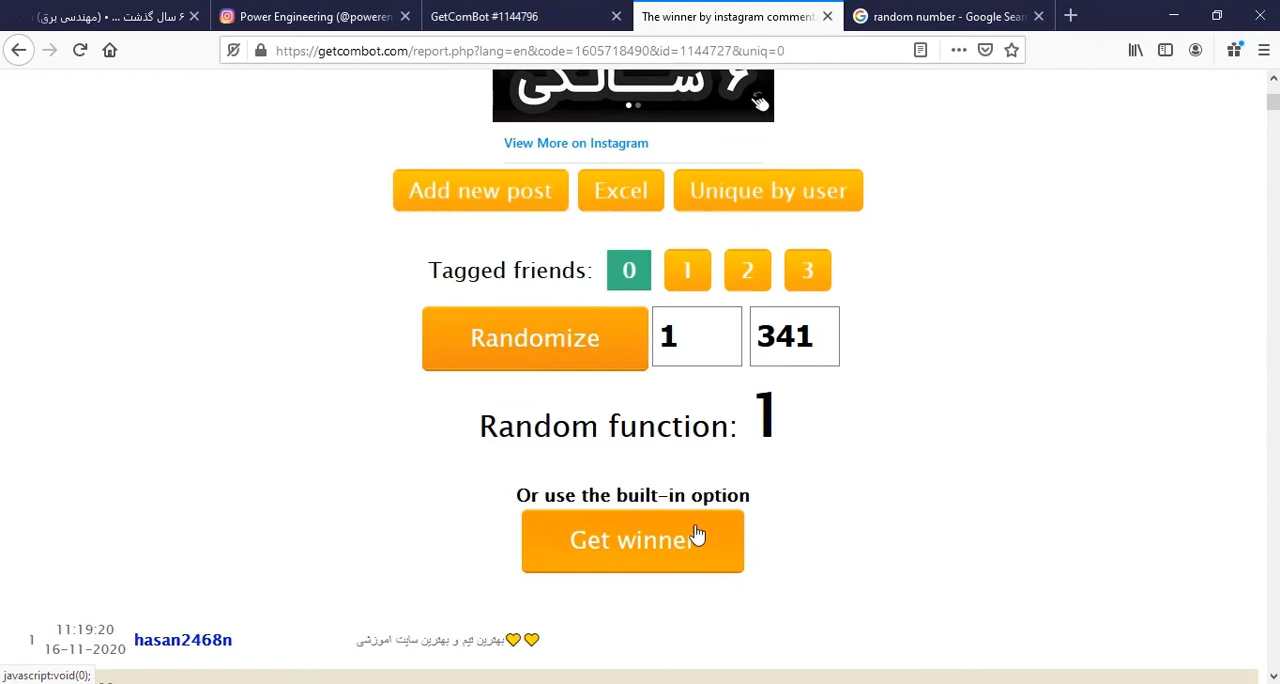 ۶ سال گذشت ... • (مهندسی برق)
Power Engineering (@poweren
GetComBot #1144796
The winner by instagram comment
random number - Google Sear
https://getcombot.com/report.php?lang=en&code=1605718490&id=1144727&uniq=0
۶ سالگی
View More on Instagram
Add new post Excel Unique by user
Tagged friends: 0 1 2 3
Randomize 1 341
Random function: 1
Or use the built-in option
Get winner
1 11:19:20 16-11-2020 hasan2468n بهترین تیم و بهترین سایت اموزشی💛💛
javascript:void(0);